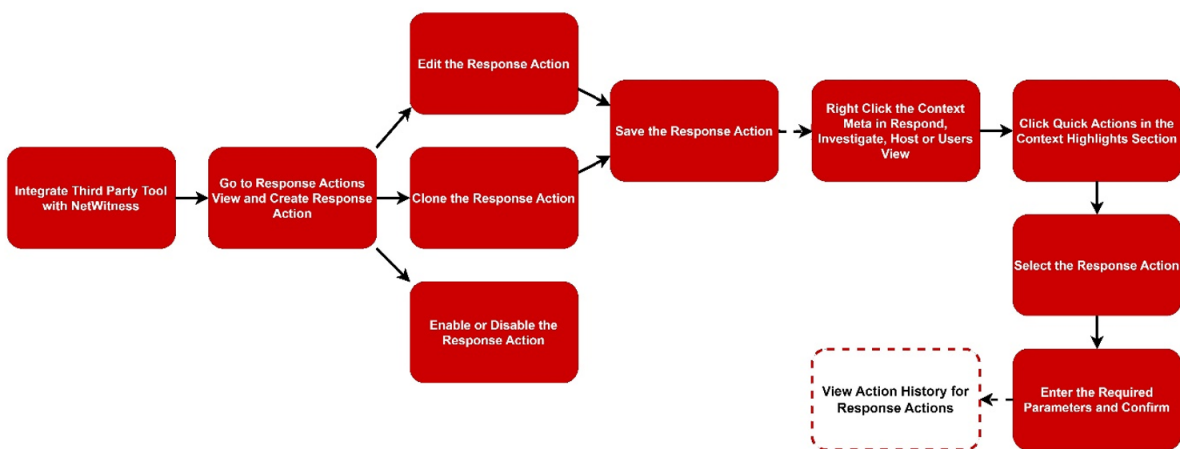 Integrate Third Party Tool
with NetWitness
Go to Response Actions
View and Create Response
Action
Edit the Response Action
Clone the Response Action
Enable or Disable the
Response Action
Save the Response Action
Right Click the Context
Meta in Respond,
Investigate, Host or Users
View
Click Quick Actions in the
Context Highlights Section
Select the Response Action
Enter the Required
Parameters and Confirm
View Action History for
Response Actions